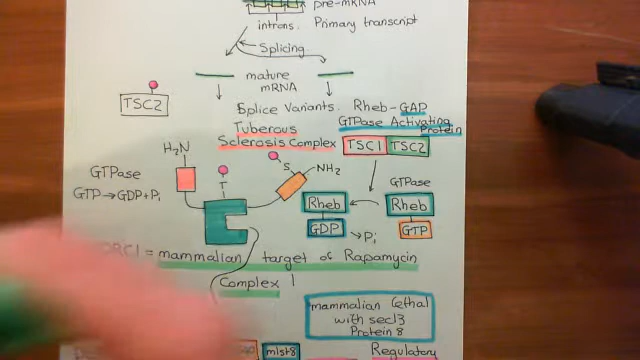 pre-mRNA
introns. Primary transcript
Splicing
mature
mRNA
TSC2
Splice Variants. Rheb-GAP
Tuberous
GTPase Activating
Protein
Sclerosis Complex
TSC1 TSC2
H₂N
S
NH₂
GTPase
GTPase
T
GTP→GDP+Pi
Rheb
Rheb
GDP
→Pi
GTP
= mammalian target of Rapamycin
Complex 1
mammalian lethal
with sec13
Protein 8
mlst8
Regulatory